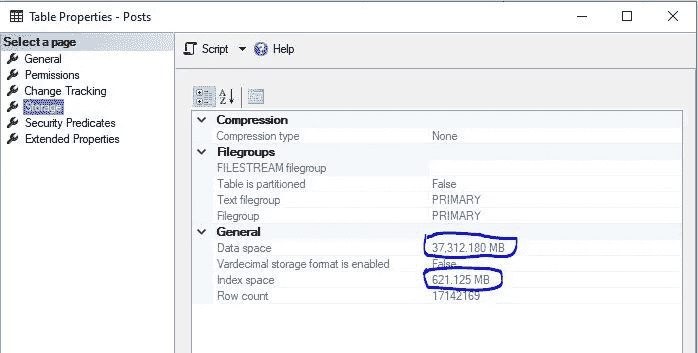 Table Properties - Posts
Select a page
General
Permissions
Change Tracking
Storage
Security Predicates
Extended Properties
Script
Help
Compression
Compression type None
Filegroups
FILESTREAM filegroup
Table is partitioned False
Text filegroup PRIMARY
Filegroup PRIMARY
General
Data space 37,312.180 MB
Vardecimal storage format is enabled False
Index space 621.125 MB
Row count 17142169